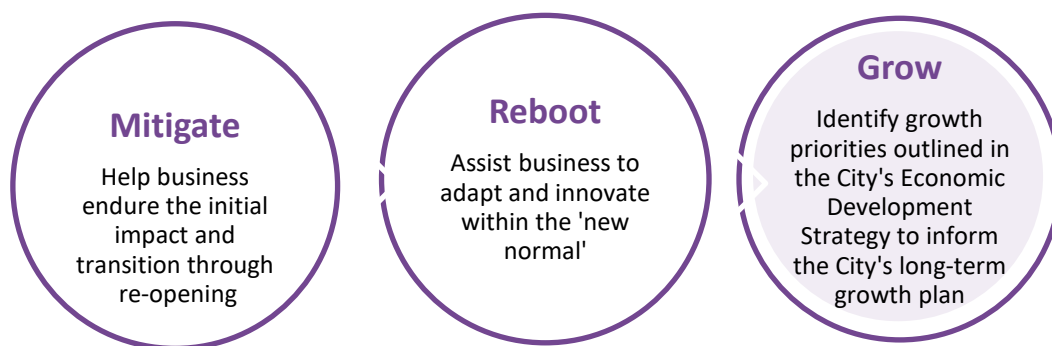 Mitigate
Help business
endure the initial
impact and
transition through
re-opening
Reboot
Assist business to
adapt and innovate
within the 'new
normal'
Grow
Identify growth
priorities outlined in
the City's Economic
Development
Strategy to inform
the City's long-term
growth plan